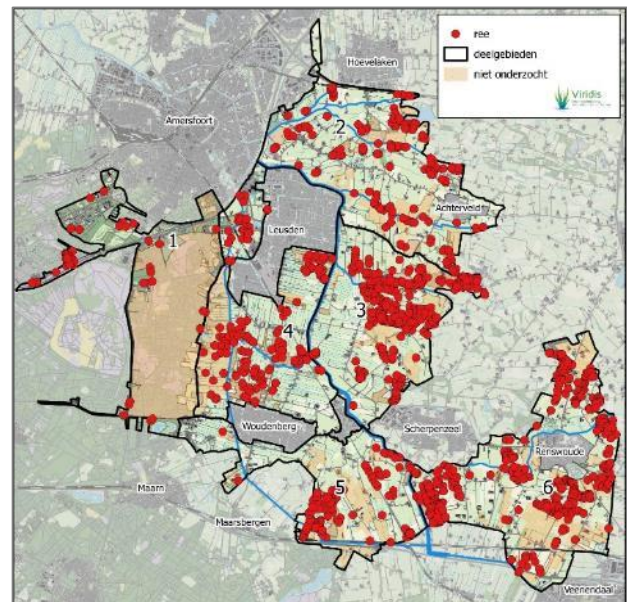 ree
deelgebieden
niet onderzocht
Viridis
Hoevelaken
Amersfoort
2
Achterveld
1
Leusden
3
4
Woudenberg
Scherpenzeel
Renswoude
Maarn
5
6
Maarsbergen
Veenendaal